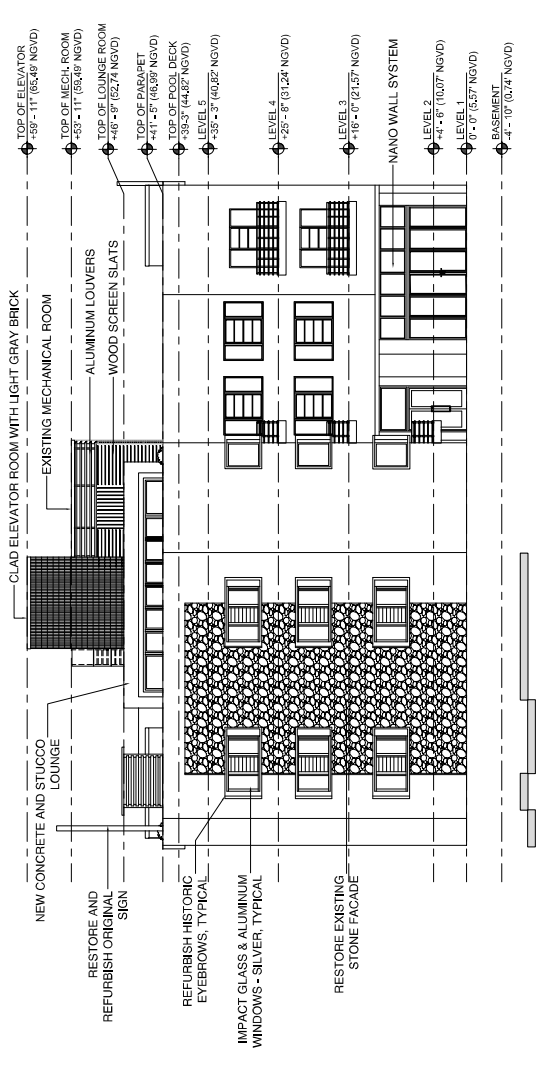 TOP OF ELEVATOR
+59' - 11" (65.49' NGVD)
TOP OF MECH. ROOM
+53' - 11" (59.49' NGVD)
TOP OF LOUNGE ROOM
+46' - 9" (52.74 NGVD)
TOP OF PARAPET
+41' - 5" (46.99' NGVD)
TOP OF POOL DECK
+39-3" (44.82' NGVD)
LEVEL 5
+35' - 3" (40.82' NGVD)
LEVEL 4
+25' - 8" (31.24' NGVD)
LEVEL 3
+16' - 0" (21.57' NGVD)
NANO WALL SYSTEM
LEVEL 2
+4' - 6" (10.07' NGVD)
LEVEL 1
0' - 0" (5.57' NGVD)
BASEMENT
-4' - 10" (0.74' NGVD)
CLAD ELEVATOR ROOM WITH LIGHT GRAY BRICK
EXISTING MECHANICAL ROOM
ALUMINUM LOUVERS
WOOD SCREEN SLATS
NEW CONCRETE AND STUCCO
LOUNGE
RESTORE AND
REFURBISH ORIGINAL
SIGN
REFURBISH HISTORIC
EYEBROWS, TYPICAL
IMPACT GLASS & ALUMINUM
WINDOWS - SILVER, TYPICAL
RESTORE EXISTING
STONE FACADE